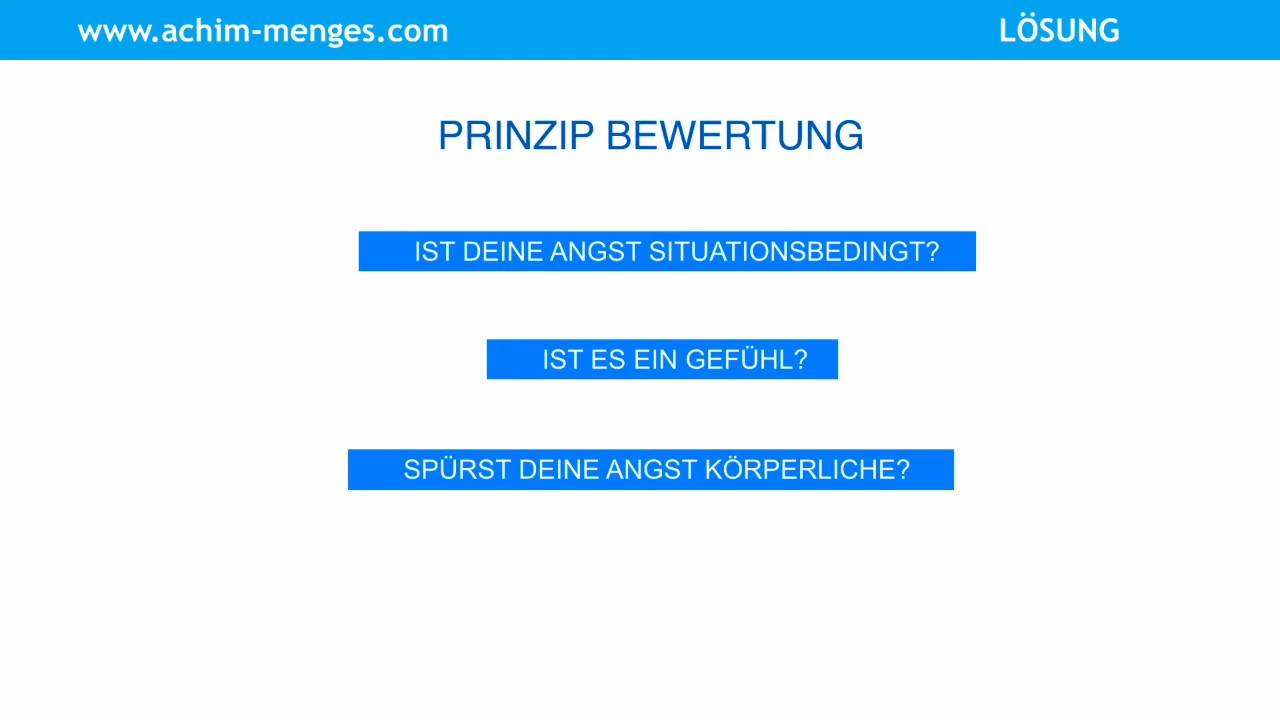 www.achim-menges.com LÖSUNG
PRINZIP BEWERTUNG
IST DEINE ANGST SITUATIONSBEDINGT?
IST ES EIN GEFÜHL?
SPÜRST DEINE ANGST KÖRPERLICHE?